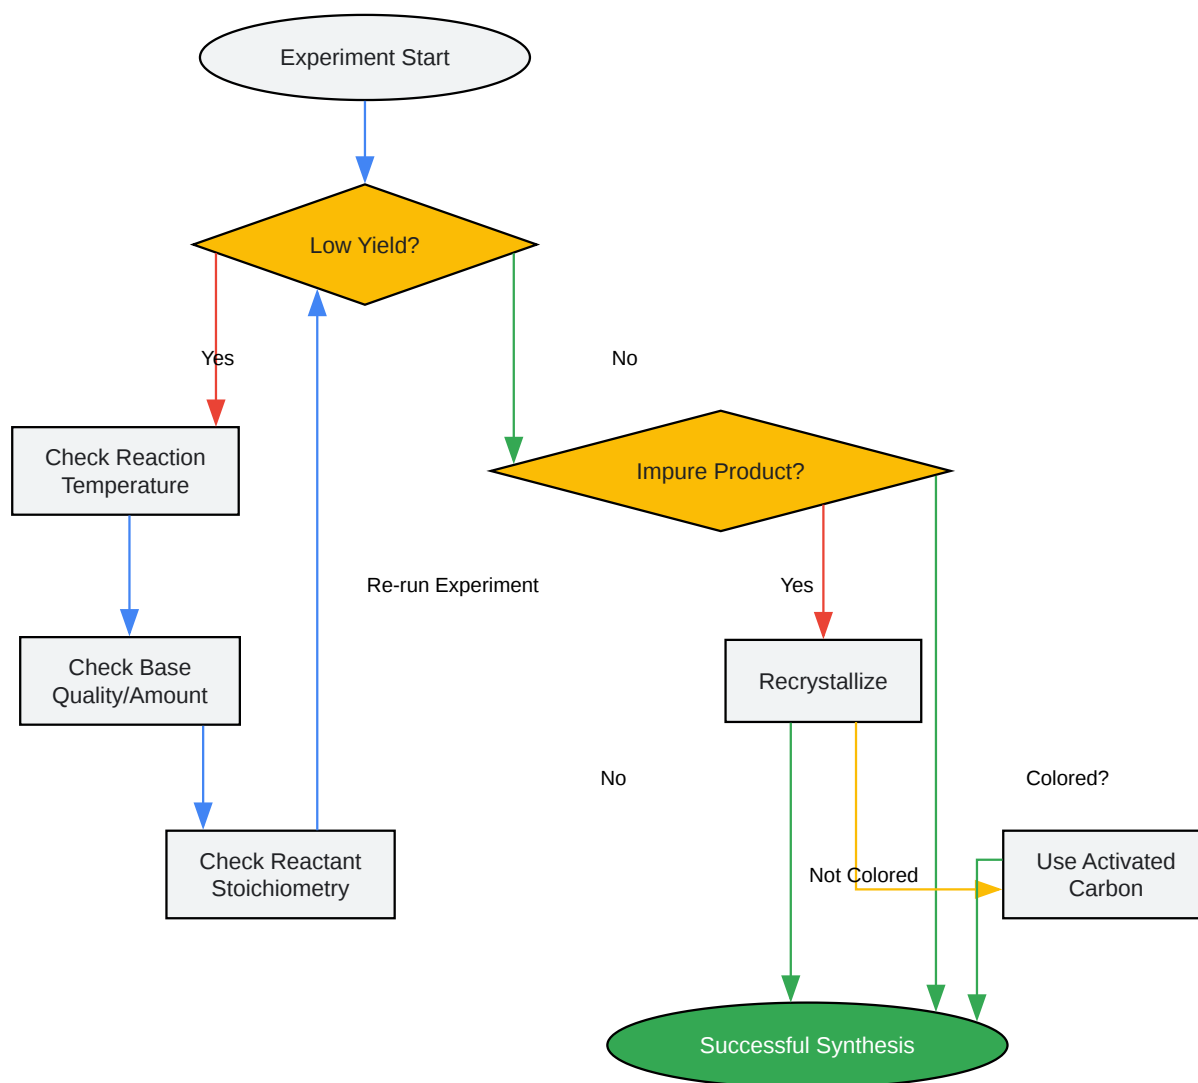 Experiment Start
Low Yield?
Yes
No
Check Reaction
Temperature
Impure Product?
Re-run Experiment
Yes
Check Base
Quality/Amount
Recrystallize
No
Colored?
Check Reactant
Stoichiometry
Not Colored
Use Activated
Carbon
Successful Synthesis